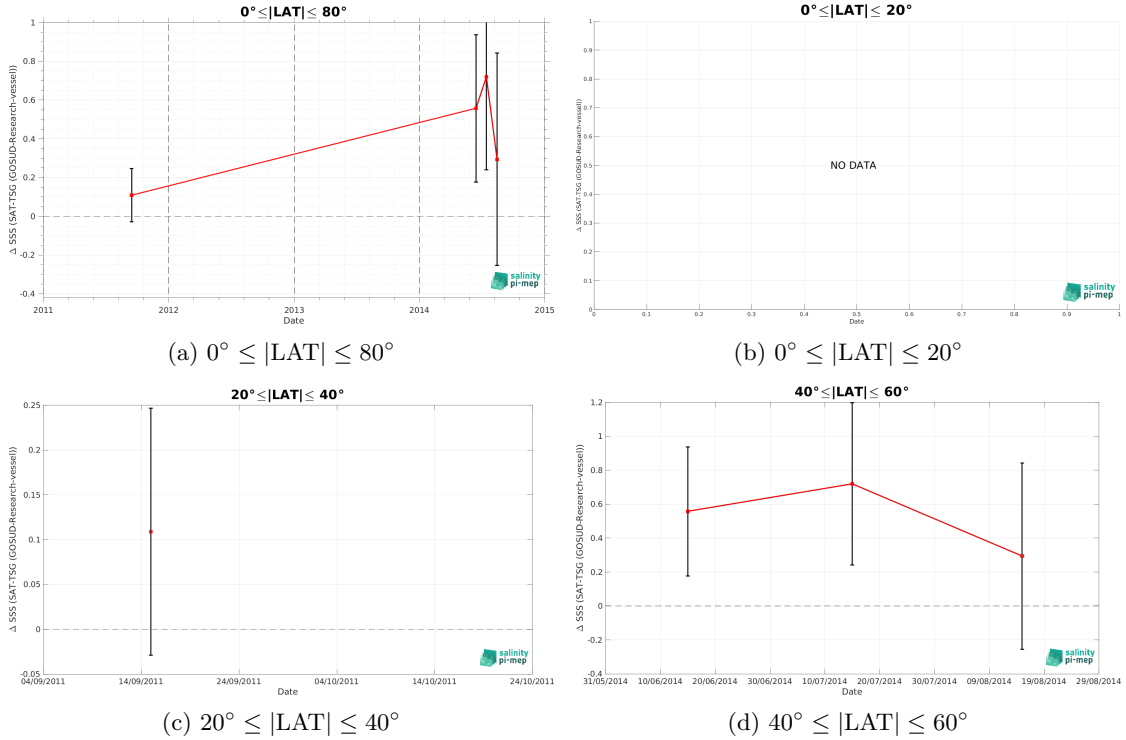 0°≤|LAT|≤ 80°
Δ SSS (SAT-TSG (GOSUD-Research-vessel))
1
0.8
0.6
0.4
0.2
0
-0.2
-0.4
2011 2012 2013 2014 2015
Date
salinity
pi-mep
(a) 0° ≤ |LAT| ≤ 80°
0°≤|LAT|≤ 20°
Δ SSS (SAT-TSG (GOSUD-Research-vessel))
1
0.9
0.8
0.7
0.6
0.5
0.4
0.3
0.2
0.1
0
NO DATA
0 0.1 0.2 0.3 0.4 0.5 0.6 0.7 0.8 0.9 1
Date
salinity
pi-mep
(b) 0° ≤ |LAT| ≤ 20°
20°≤|LAT|≤ 40°
Δ SSS (SAT-TSG (GOSUD-Research-vessel))
0.25
0.2
0.15
0.1
0.05
0
-0.05
04/09/2011 14/09/2011 24/09/2011 04/10/2011 14/10/2011 24/10/2011
Date
salinity
pi-mep
(c) 20° ≤ |LAT| ≤ 40°
40°≤|LAT|≤ 60°
Δ SSS (SAT-TSG (GOSUD-Research-vessel))
1.2
1
0.8
0.6
0.4
0.2
0
-0.2
-0.4
31/05/2014 10/06/2014 20/06/2014 30/06/2014 10/07/2014 20/07/2014 30/07/2014 09/08/2014 19/08/2014 29/08/2014
Date
salinity
pi-mep
(d) 40° ≤ |LAT| ≤ 60°